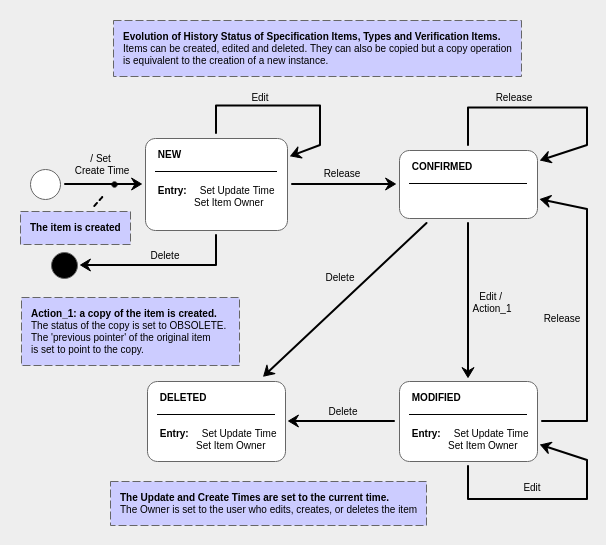 Evolution of History Status of Specification Items, Types and Verification Items.
Items can be created, edited and deleted. They can also be copied but a copy operation
is equivalent to the creation of a new instance.
Edit
Release
/ Set
Create Time
NEW
Entry: Set Update Time
Set Item Owner
Release
CONFIRMED
The item is created
Delete
Delete
Edit /
Action_1
Release
Action_1: a copy of the item is created.
The status of the copy is set to OBSOLETE.
The 'previous pointer' of the original item
is set to point to the copy.
DELETED
Entry: Set Update Time
Set Item Owner
Delete
MODIFIED
Entry: Set Update Time
Set Item Owner
Edit
The Update and Create Times are set to the current time.
The Owner is set to the user who edits, creates, or deletes the item